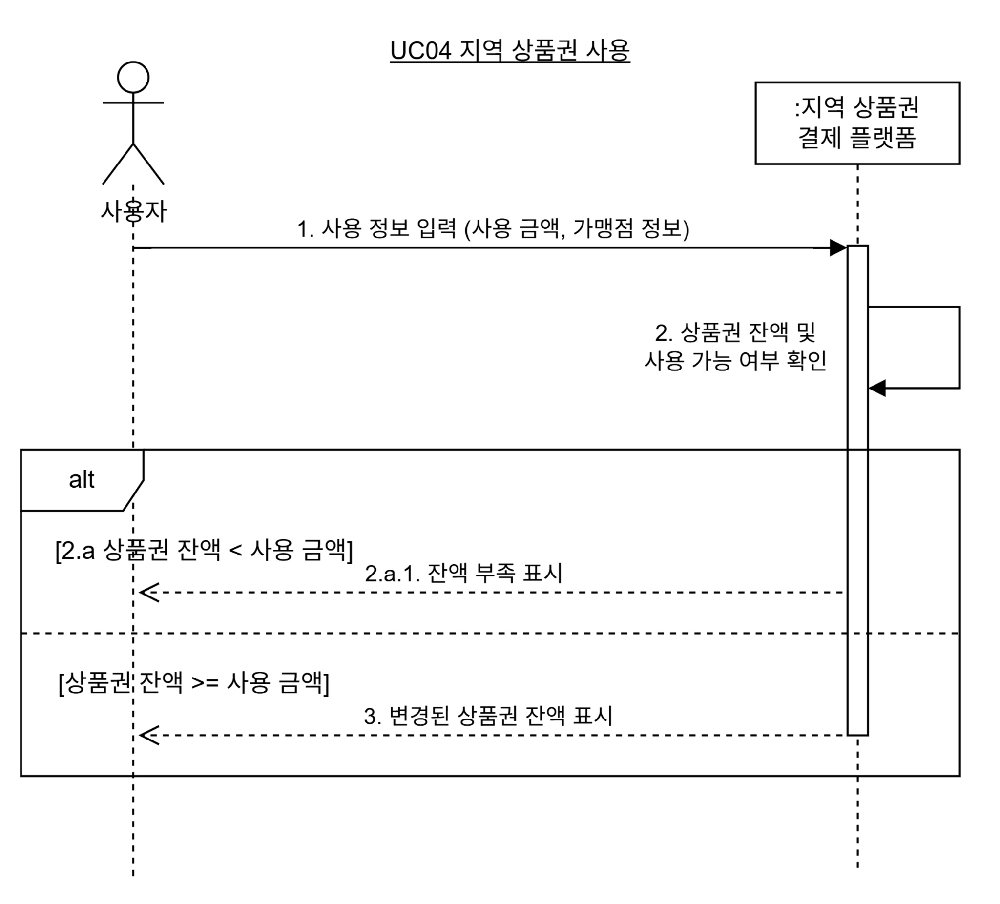 UC04 지역 상품권 사용
:지역 상품권
결제 플랫폼
사용자
1. 사용 정보 입력 (사용 금액, 가맹점 정보)
2. 상품권 잔액 및
사용 가능 여부 확인
alt
[2.a 상품권 잔액 < 사용 금액]
2.a.1. 잔액 부족 표시
[상품권 잔액 >= 사용 금액]
3. 변경된 상품권 잔액 표시